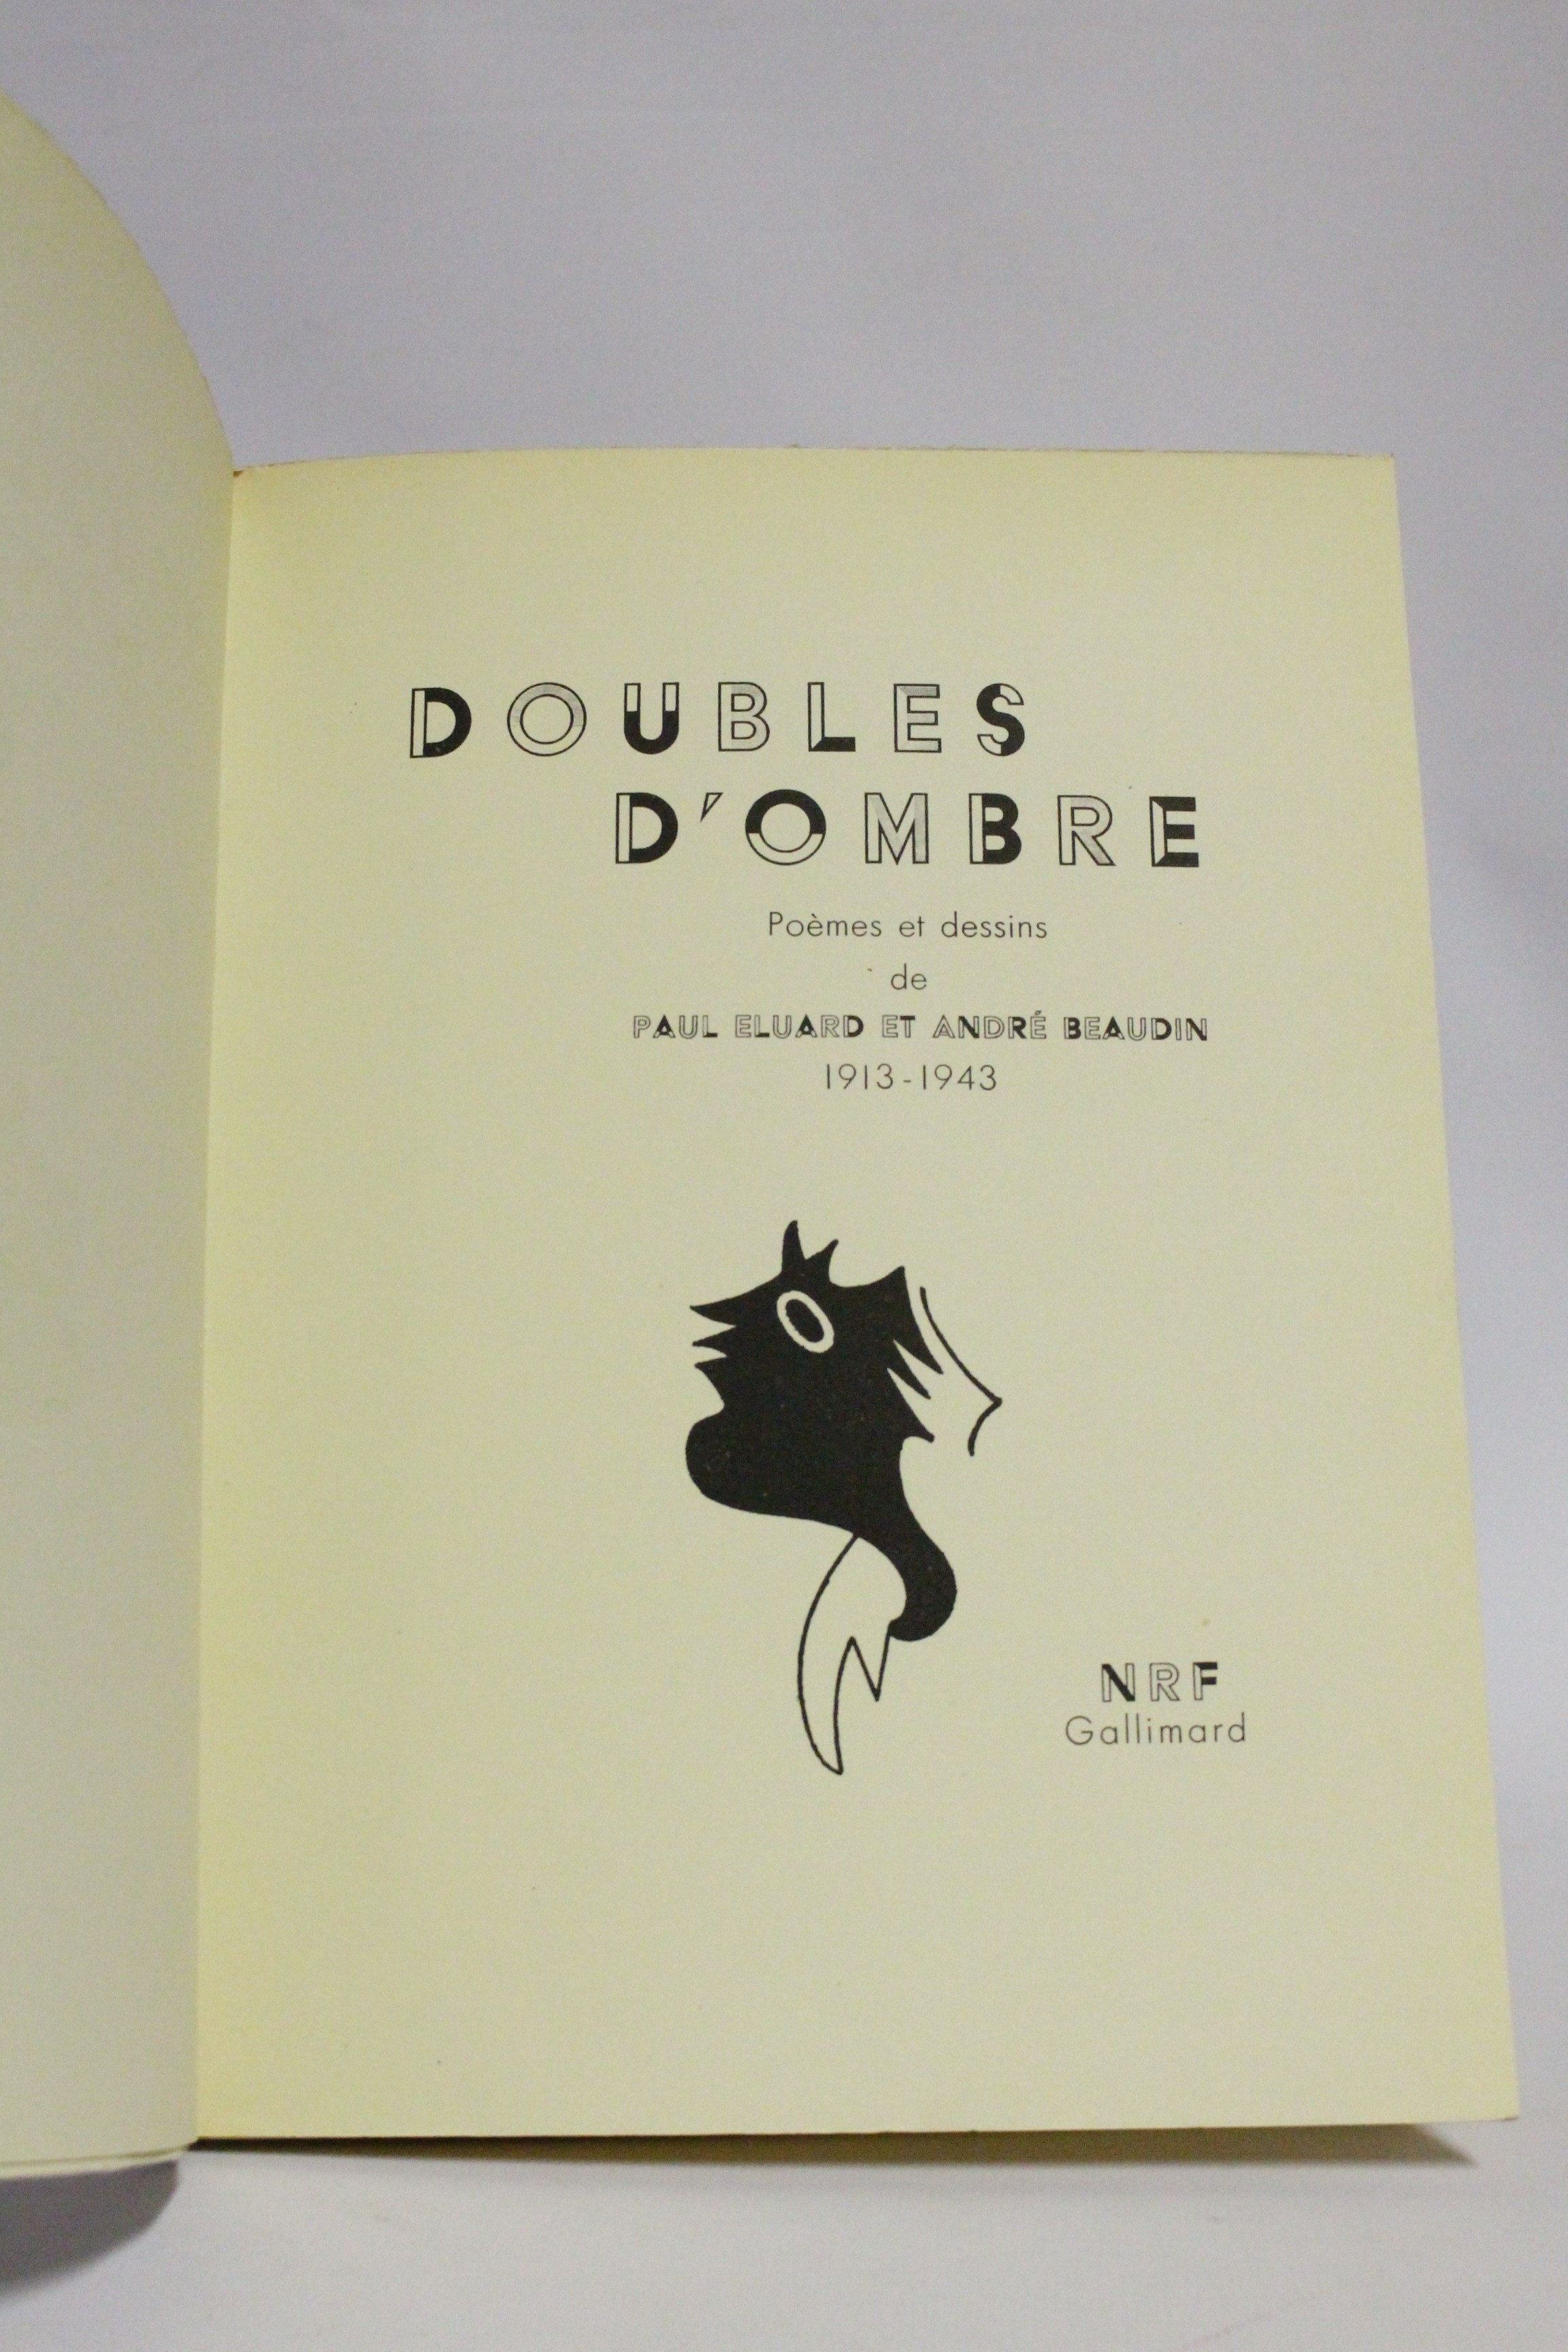 DOUBLES
D'OMBRE
Poèmes et dessins
de
PAUL ELUARD ET ANDRÉ BEAUDIN
1913-1943
NRF
Gallimard